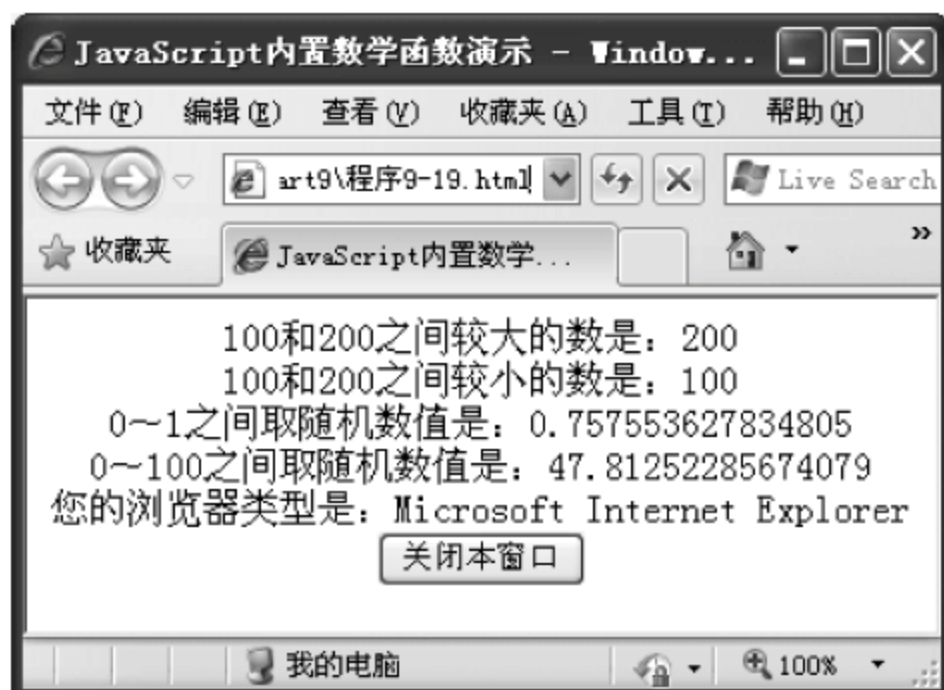 JavaScript内置数学函数演示 - Window...
文件(F) 编辑(E) 查看(V) 收藏夹(A) 工具(T) 帮助(H)
art9\程序9-19.html Live Search
收藏夹 JavaScript内置数学... »
100和200之间较大的数是：200
100和200之间较小的数是：100
0～1之间取随机数值是：0.757553627834805
0～100之间取随机数值是：47.81252285674079
您的浏览器类型是：Microsoft Internet Explorer
关闭本窗口
我的电脑 100%